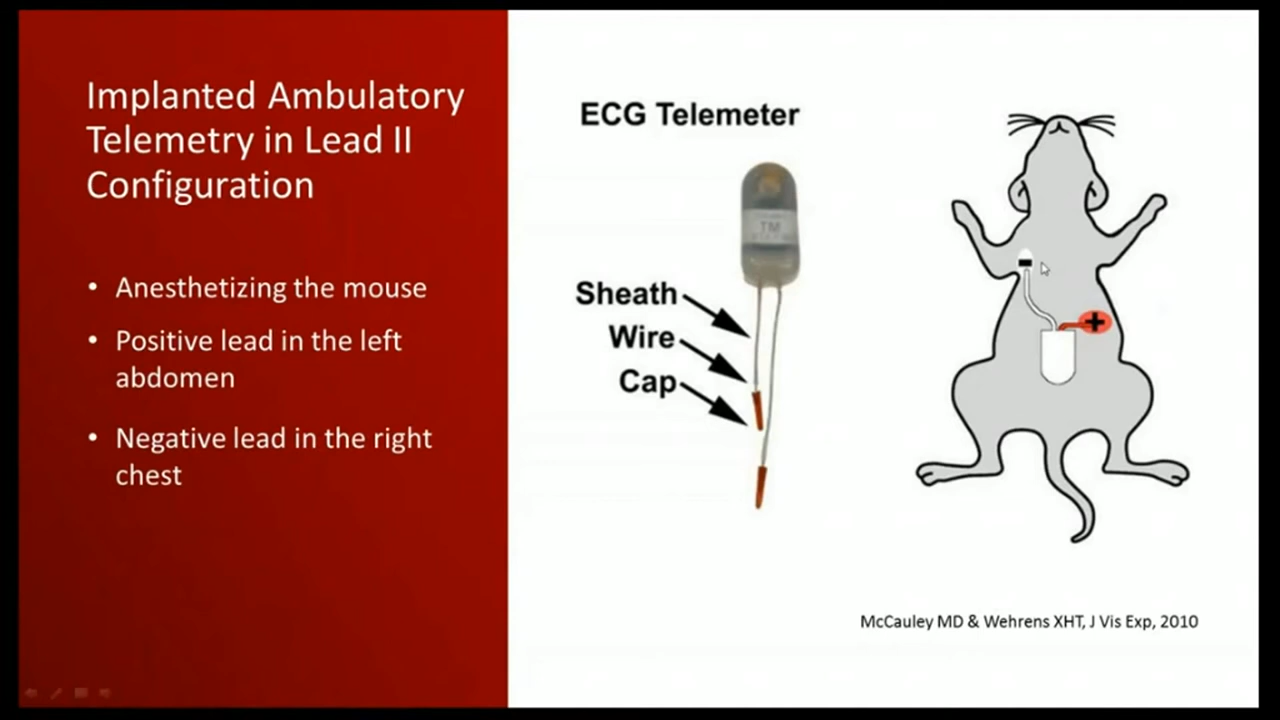 Implanted Ambulatory
Telemetry in Lead II
Configuration
• Anesthetizing the mouse
• Positive lead in the left
abdomen
• Negative lead in the right
chest
ECG Telemeter
TM
Sheath
Wire
Cap
McCauley MD & Wehrens XHT, J Vis Exp, 2010